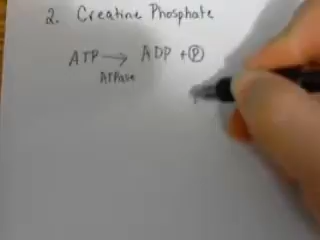 2. Creatine Phosphate
ATP → ADP + Ⓟ
ATPase